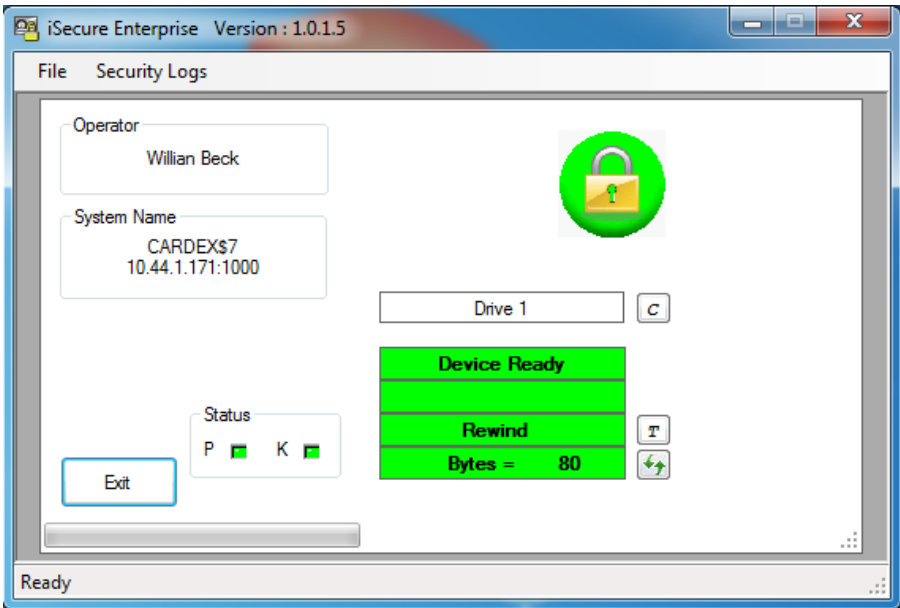 iSecure Enterprise Version : 1.0.1.5
File Security Logs
Operator
Willian Beck
System Name
CARDEX$7
10.44.1.171:1000
Drive 1 C
Device Ready
Rewind T
Bytes = 80
Status
P K
Exit
Ready